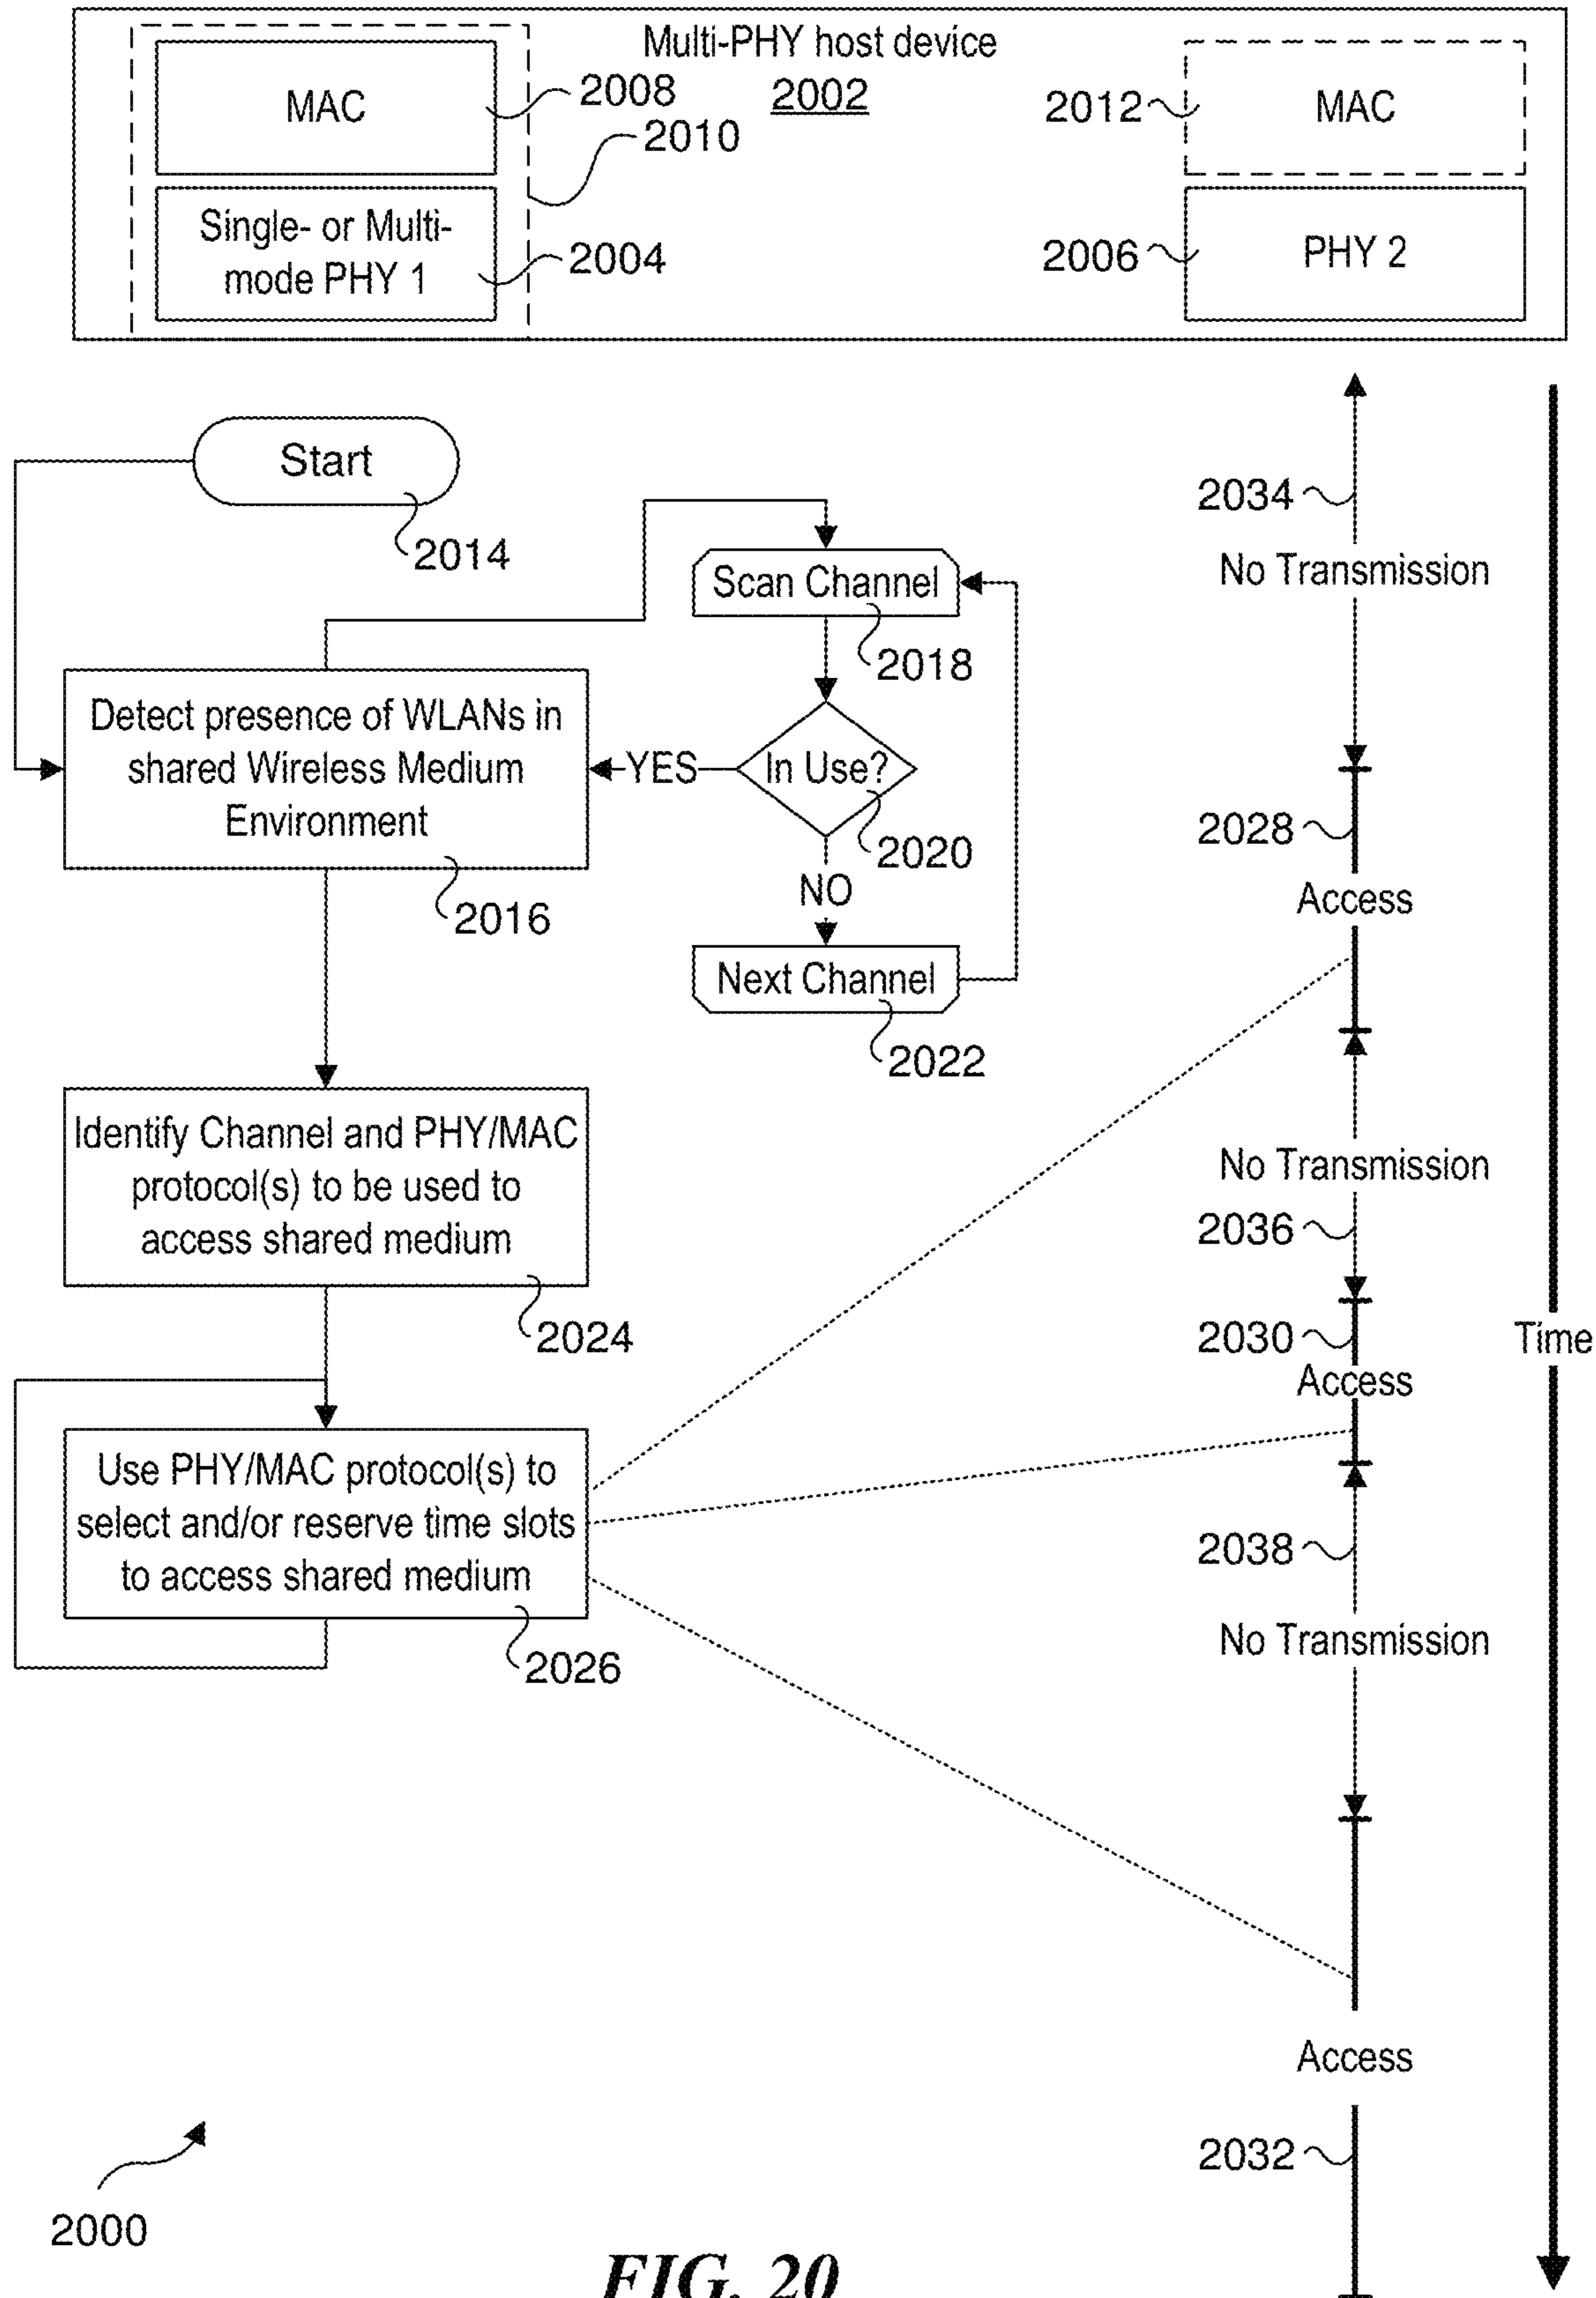 Multi-PHY host device
2002
MAC
2008
2010
Single- or Multi-
mode PHY 1
2004
2012
MAC
2006
PHY 2
Start
2014
Scan Channel
2018
Detect presence of WLANs in
shared Wireless Medium
Environment
2016
YES
In Use?
2020
NO
Next Channel
2022
Identify Channel and PHY/MAC
protocol(s) to be used to
access shared medium
2024
Use PHY/MAC protocol(s) to
select and/or reserve time slots
to access shared medium
2026
2034
No Transmission
2028
Access
No Transmission
2036
2030
Access
2038
No Transmission
Access
2032
Time
2000
FIG. 20